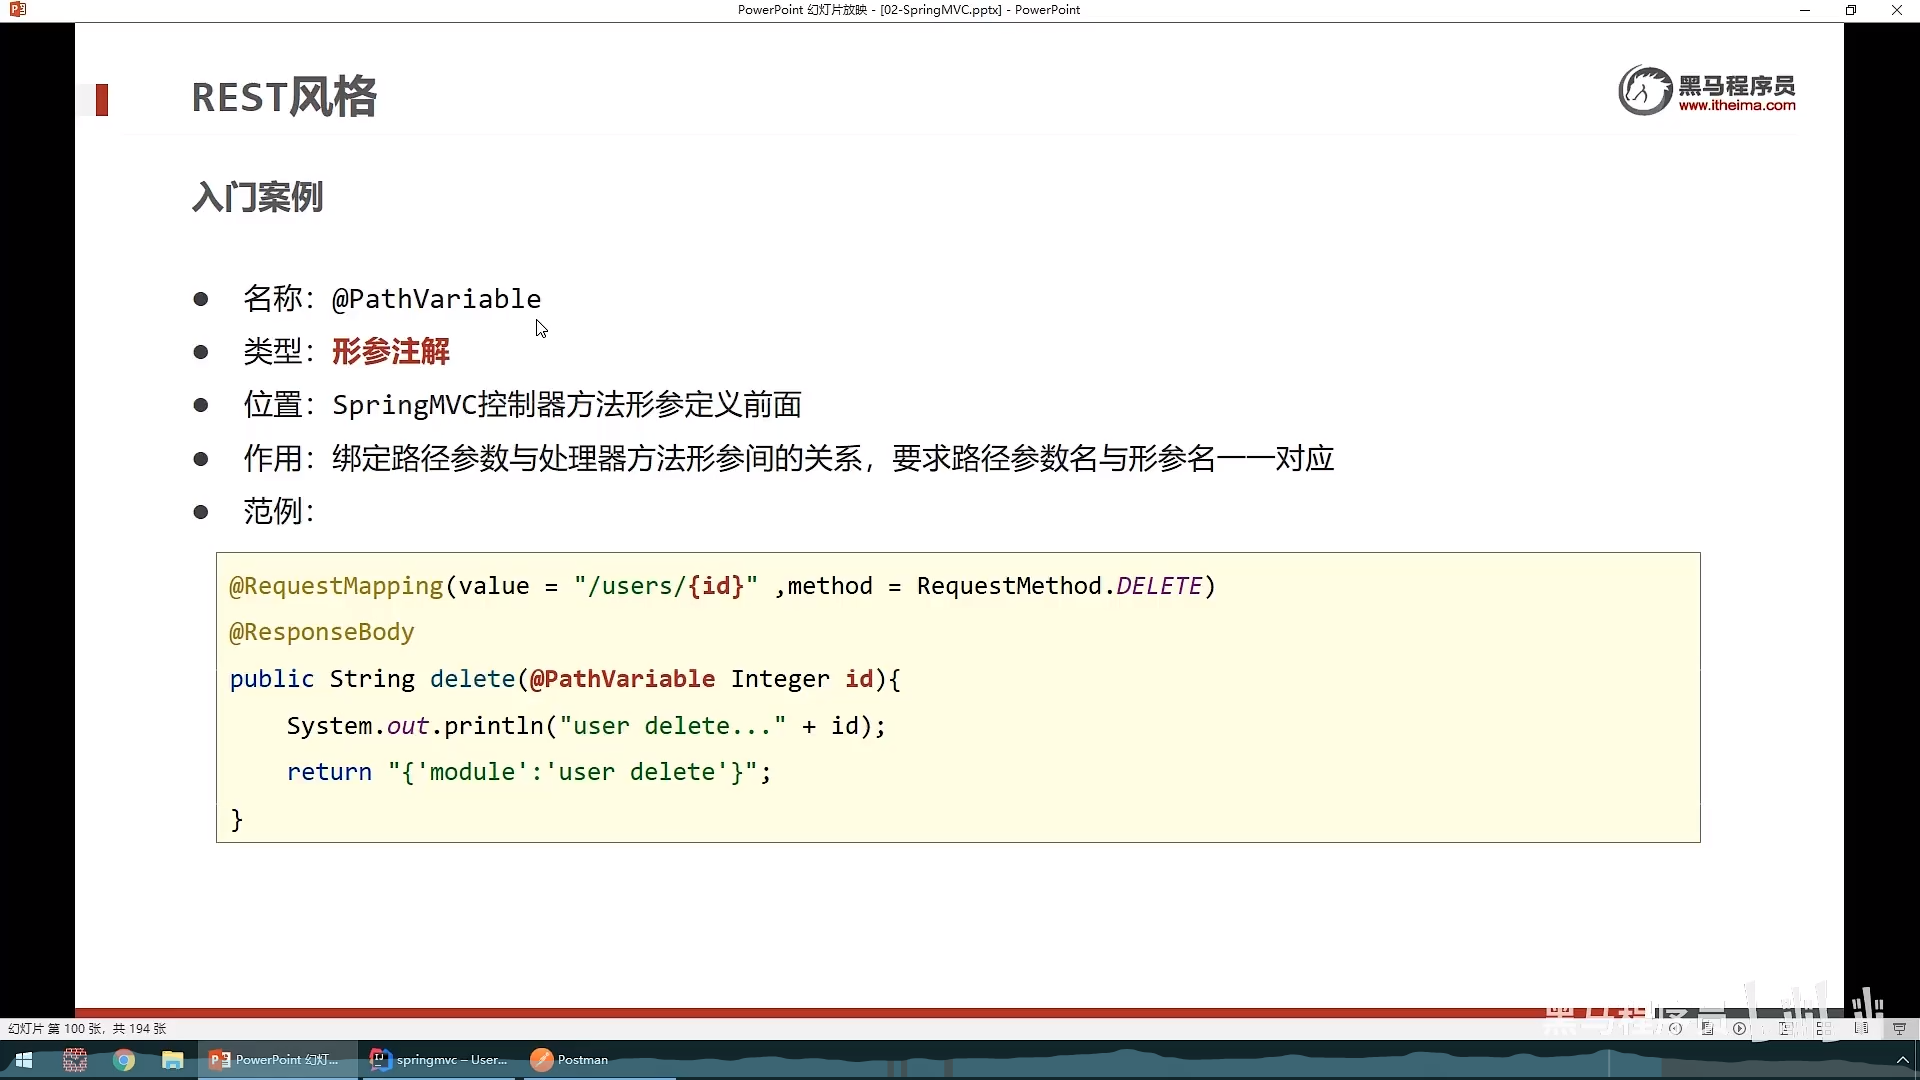 PowerPoint 幻灯片放映 - [02-SpringMVC.pptx] - PowerPoint
REST风格
黑马程序员
www.itheima.com
入门案例
● 名称：@PathVariable
● 类型：形参注解
● 位置：SpringMVC控制器方法形参定义前面
● 作用：绑定路径参数与处理器方法形参间的关系，要求路径参数名与形参名一一对应
● 范例：
@RequestMapping(value = "/users/{id}" ,method = RequestMethod.DELETE)
@ResponseBody
public String delete(@PathVariable Integer id){
    System.out.println("user delete..." + id);
    return "{'module':'user delete'}";
}
黑马程序员
幻灯片 第 100 张，共 194 张
PowerPoint 幻灯...
springmvc – User...
Postman